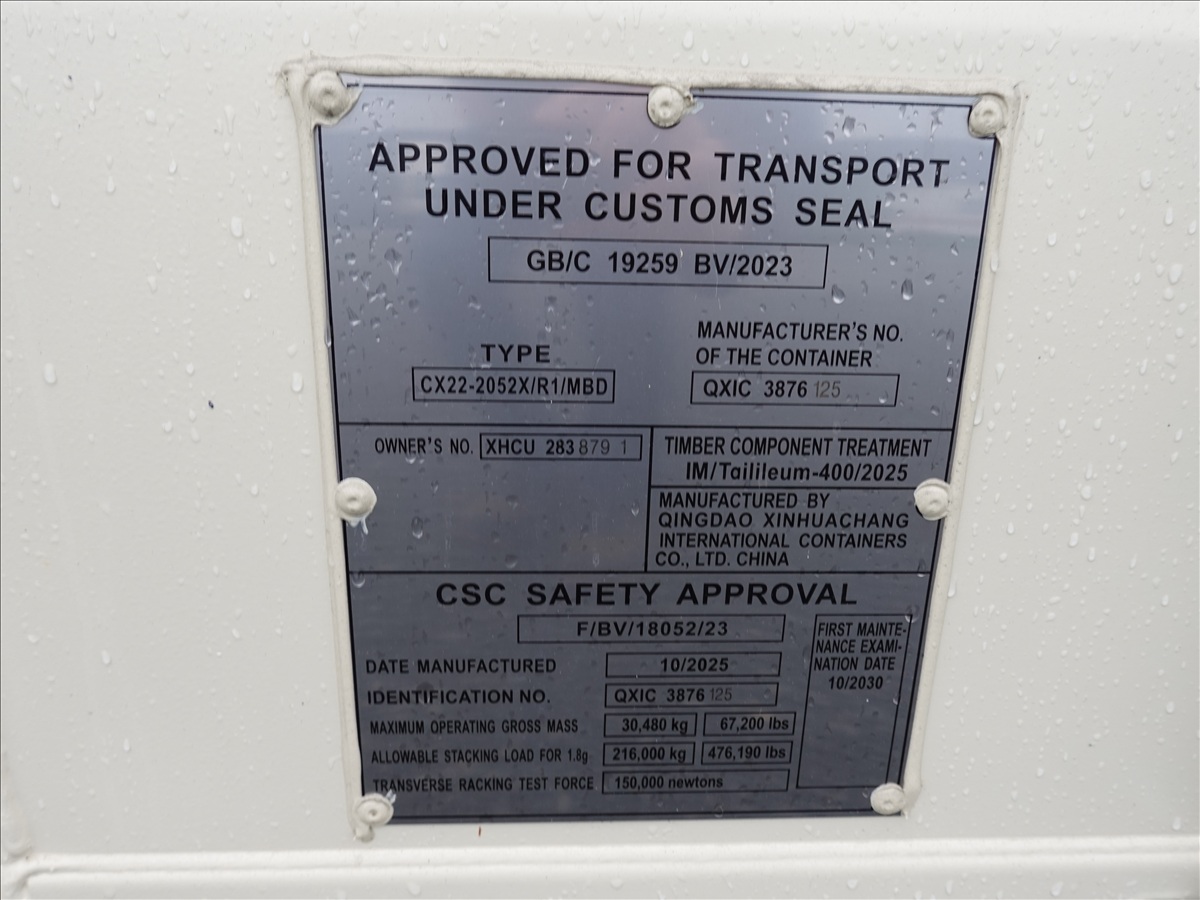 APPROVED FOR TRANSPORT
UNDER CUSTOMS SEAL
GB/C 19259 BV/2023
TYPE
CX22-2052X/R1/MBD
MANUFACTURER'S NO.
OF THE CONTAINER
QXIC 3876 125
OWNER'S NO. XHCU 283 879 1
TIMBER COMPONENT TREATMENT
IM/Tailileum-400/2025
MANUFACTURED BY
QINGDAO XINHUACHANG
INTERNATIONAL CONTAINERS
CO., LTD. CHINA
CSC SAFETY APPROVAL
F/BV/18052/23
DATE MANUFACTURED 10/2025
IDENTIFICATION NO. QXIC 3876 125
MAXIMUM OPERATING GROSS MASS 30,480 kg 67,200 lbs
ALLOWABLE STACKING LOAD FOR 1.8g 216,000 kg 476,190 lbs
TRANSVERSE RACKING TEST FORCE 150,000 newtons
FIRST MAINTE-
NANCE EXAMI-
NATION DATE
10/2030